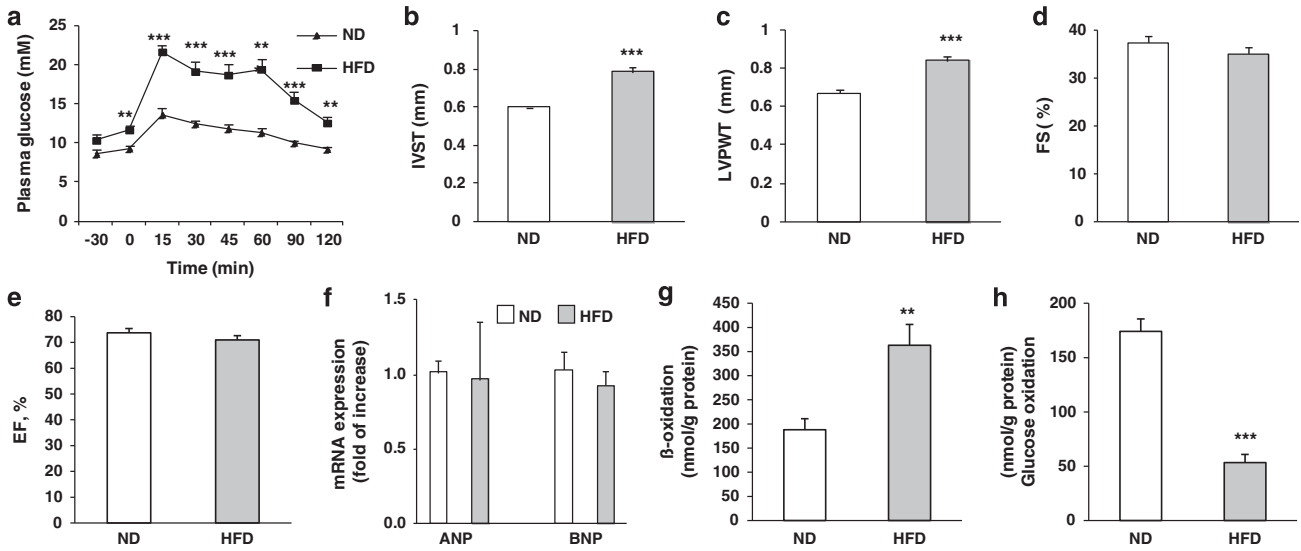 a
Plasma glucose (mM)
25
20
15
10
5
0
***
***
***
**
***
**
**
ND
HFD
-30 0 15 30 45 60 90 120
Time (min)
b
IVST (mm)
1
0.8
0.6
0.4
0.2
0
***
ND HFD
c
LVPWT (mm)
1
0.8
0.6
0.4
0.2
0
***
ND HFD
d
FS( %)
40
30
20
10
0
ND HFD
e
EF, %
80
70
60
50
40
30
20
10
0
ND HFD
f
mRNA expression
(fold of increase)
1.5
1.0
0.5
0.0
ND HFD
ANP BNP
g
ß-oxidation
(nmol/g protein)
450
400
350
300
250
200
150
100
50
0
**
ND HFD
h
(nmol/g protein)
Glucose oxidation
200
150
100
50
0
***
ND HFD